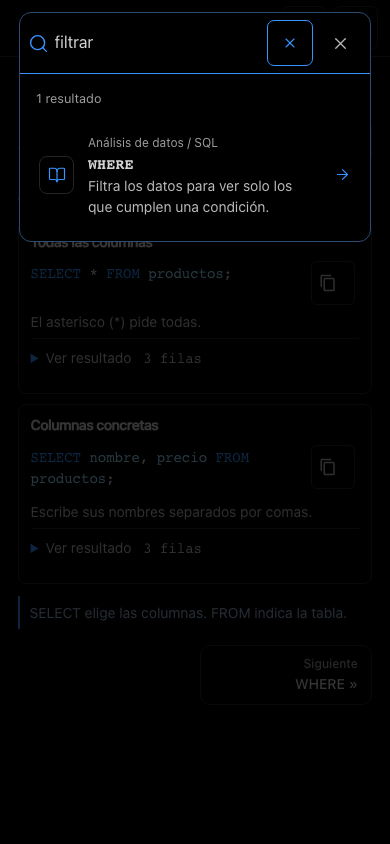 filtrar
1 resultado
Análisis de datos / SQL
WHERE
Filtra los datos para ver solo los
que cumplen una condición.
Todas las columnas
SELECT * FROM productos;
El asterisco (*) pide todas.
Ver resultado 3 filas
Columnas concretas
SELECT nombre, precio FROM
productos;
Escribe sus nombres separados por comas.
Ver resultado 3 filas
SELECT elige las columnas. FROM indica la tabla.
Siguiente
WHERE »